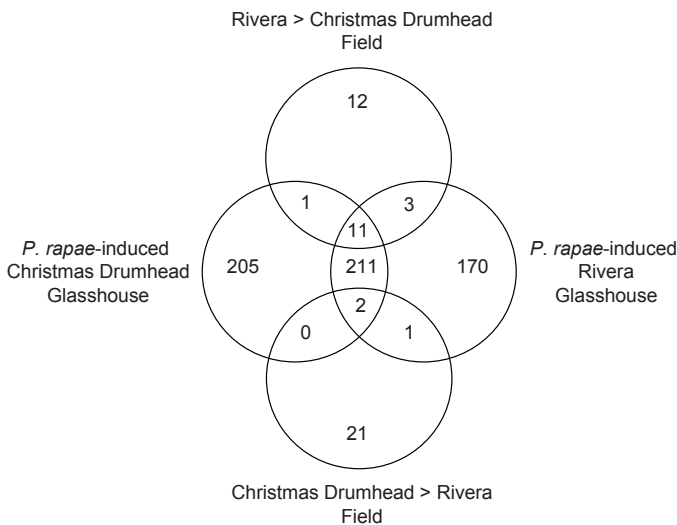 Rivera > Christmas Drumhead
Field
12
1
3
11
P. rapae-induced
Christmas Drumhead
Glasshouse
205
211
170
P. rapae-induced
Rivera
Glasshouse
2
0
1
21
Christmas Drumhead > Rivera
Field